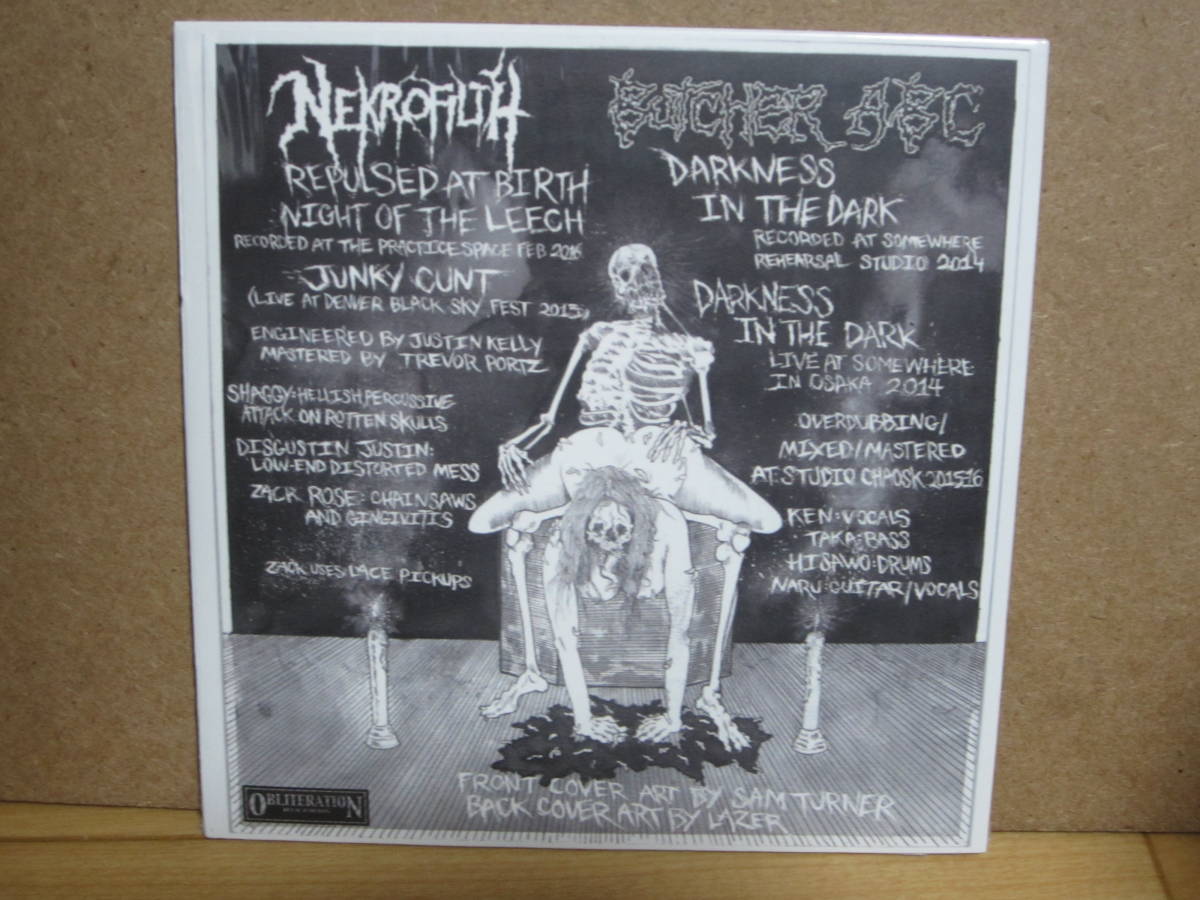 NEKROFILTH
REPULSED AT BIRTH
NIGHT OF THE LEECH
RECORDED AT THE PRACTICE SPACE FEB 2016
JUNKY CUNT
(LIVE AT DENVER BLACK SKY FEST 2015)
ENGINEERED BY JUSTIN KELLY
MASTERED BY TREVOR PORTZ
SHAGGY: HELLISH PERCUSSIVE
ATTACK ON ROTTEN SKULLS
DISGUSTIN JUSTIN:
LOW-END DISTORTED MESS
ZACK ROSE: CHAINSAWS
AND GINGIVITIS
ZACK USES LACE PICKUPS
BUTCHER ABC
DARKNESS
IN THE DARK
RECORDED AT SOMEWHERE
REHEARSAL STUDIO 2014
DARKNESS
IN THE DARK
LIVE AT SOMEWHERE
IN OSAKA 2014
OVERDUBBING/
MIXED/MASTERED
AT STUDIO CHAOSK 2015-16
KEN: VOCALS
TAKA: BASS
HISAWO: DRUMS
NARU: GUITAR/VOCALS
FRONT COVER ART BY SAM TURNER
BACK COVER ART BY LAZER
OBLITERATION